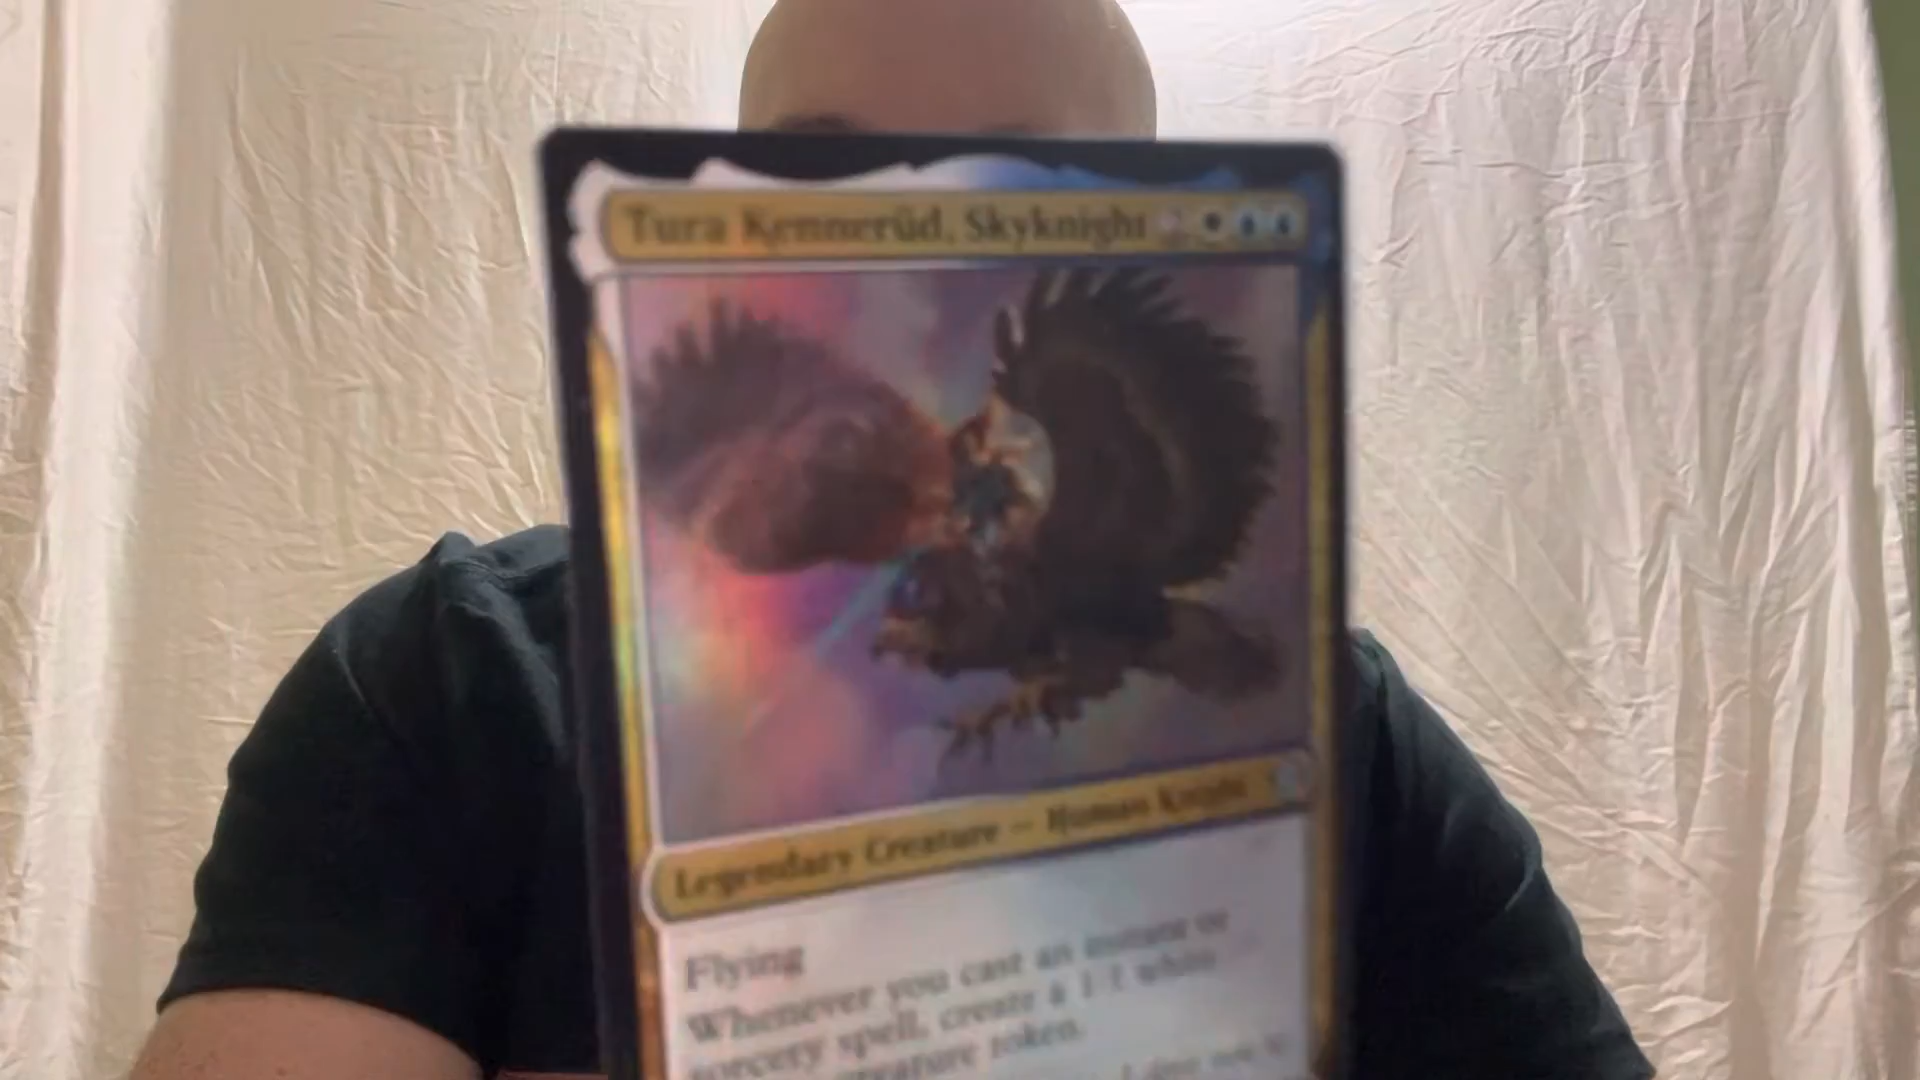 Tura Kennerüd, Skyknight
Legendary Creature — Human Knight
Flying
Whenever you cast an instant or
sorcery spell, create a 1/1 white
creature token.